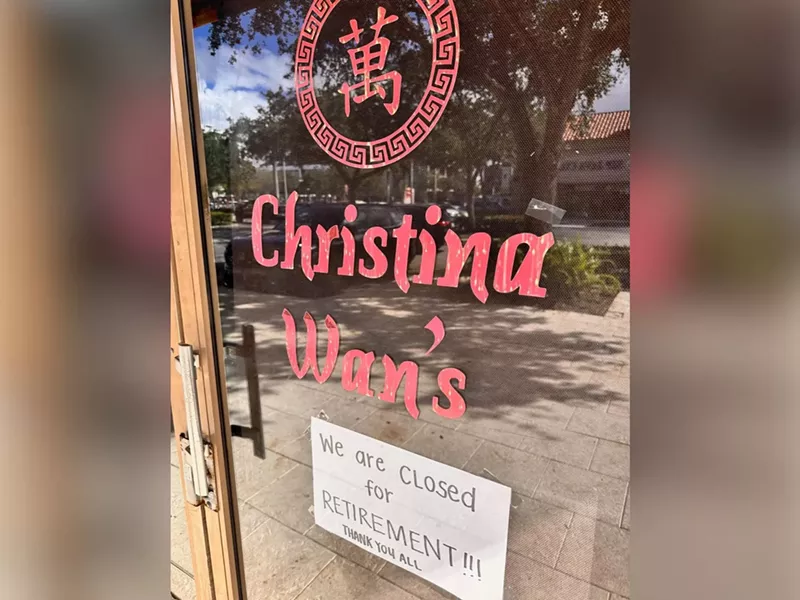 萬
Christina
Wan's
We are CLOSED
for
RETIREMENT!!!
THANK YOU ALL